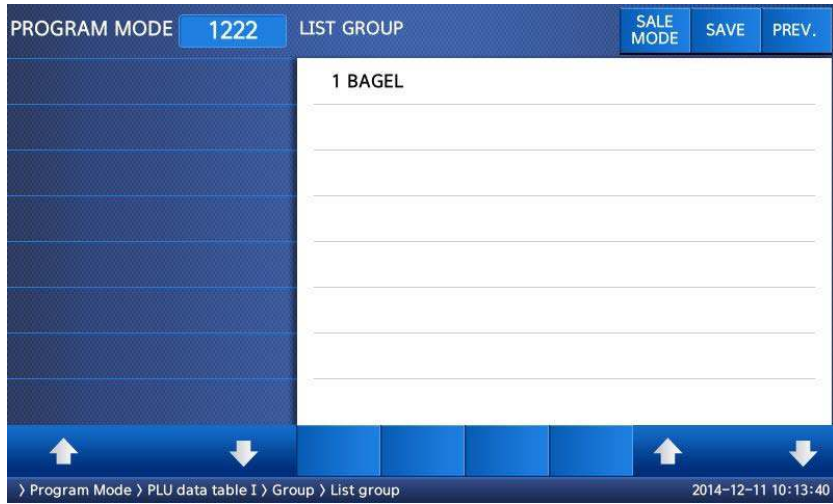 PROGRAM MODE 1222 LIST GROUP SALE MODE SAVE PREV.
1 BAGEL
> Program Mode > PLU data table I > Group > List group 2014-12-11 10:13:40